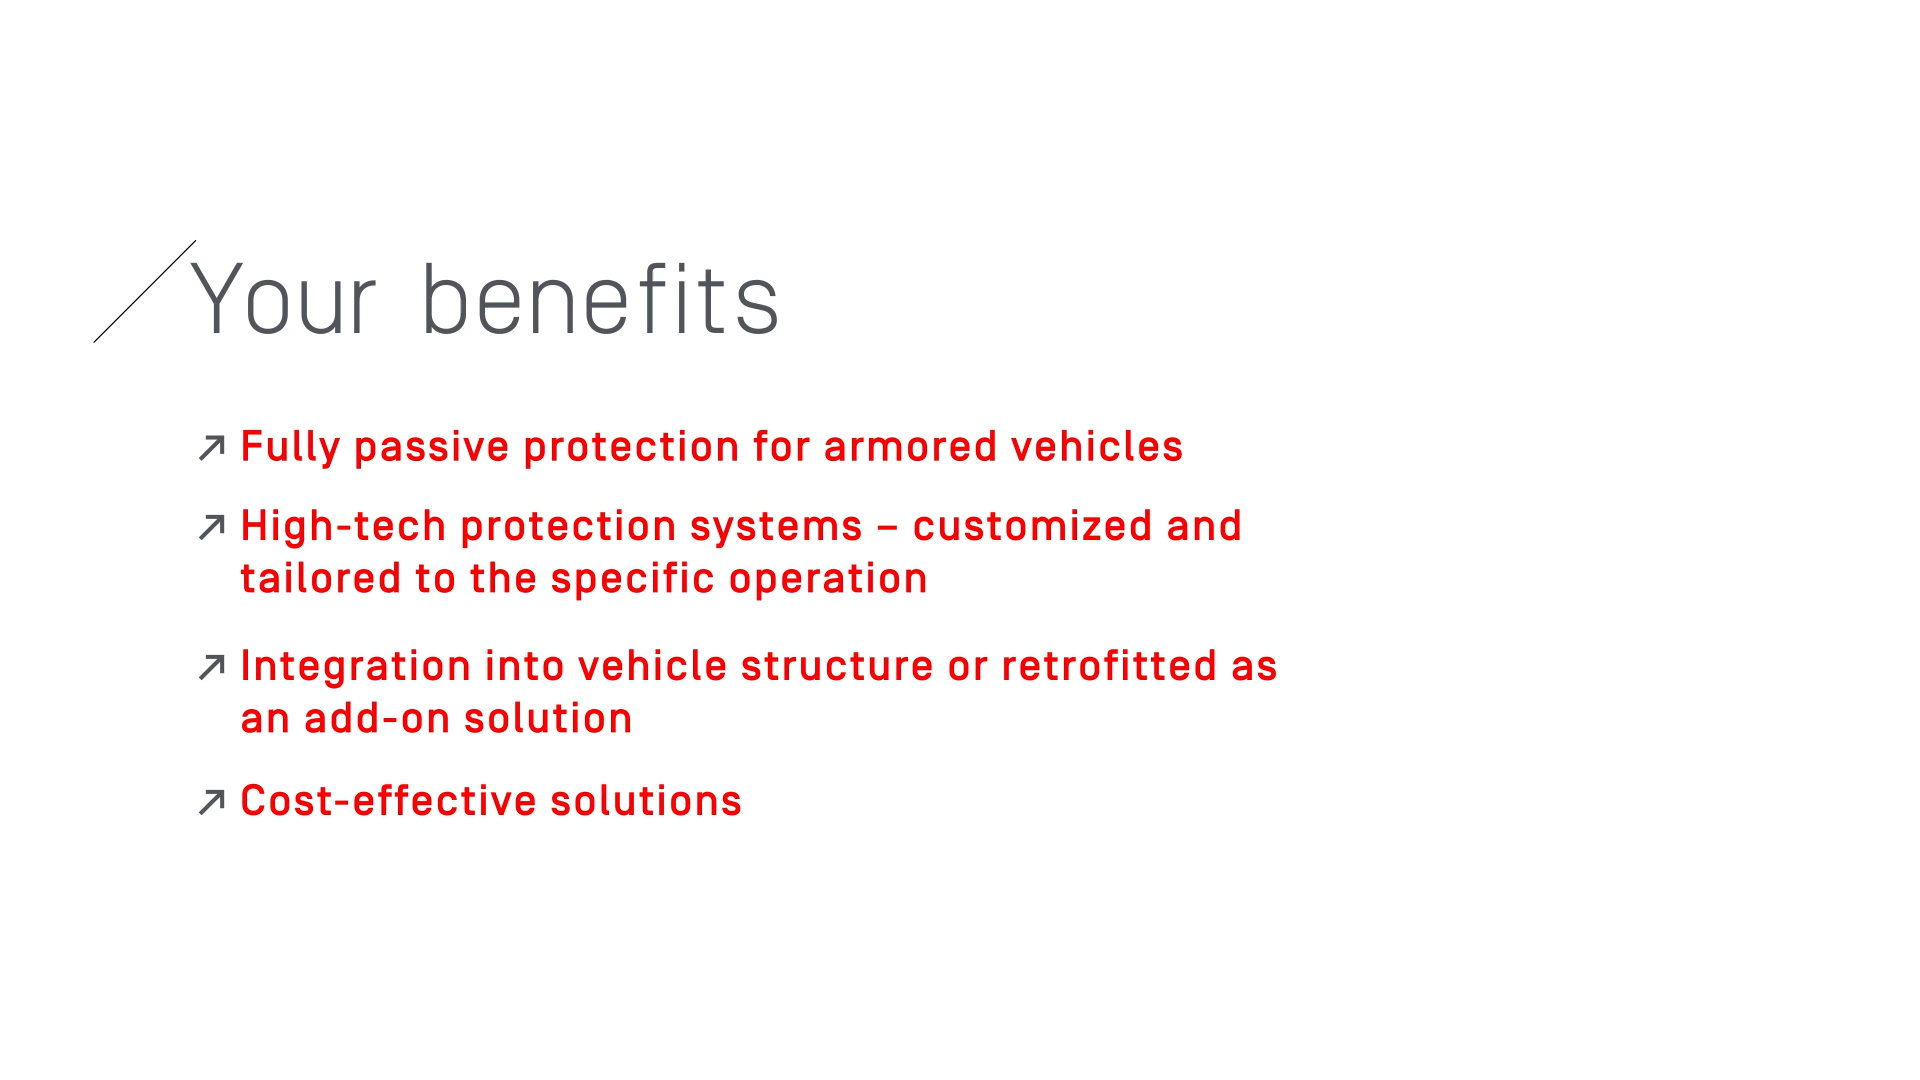 Your benefits
Fully passive protection for armored vehicles
High-tech protection systems – customized and
tailored to the specific operation
Integration into vehicle structure or retrofitted as
an add-on solution
Cost-effective solutions